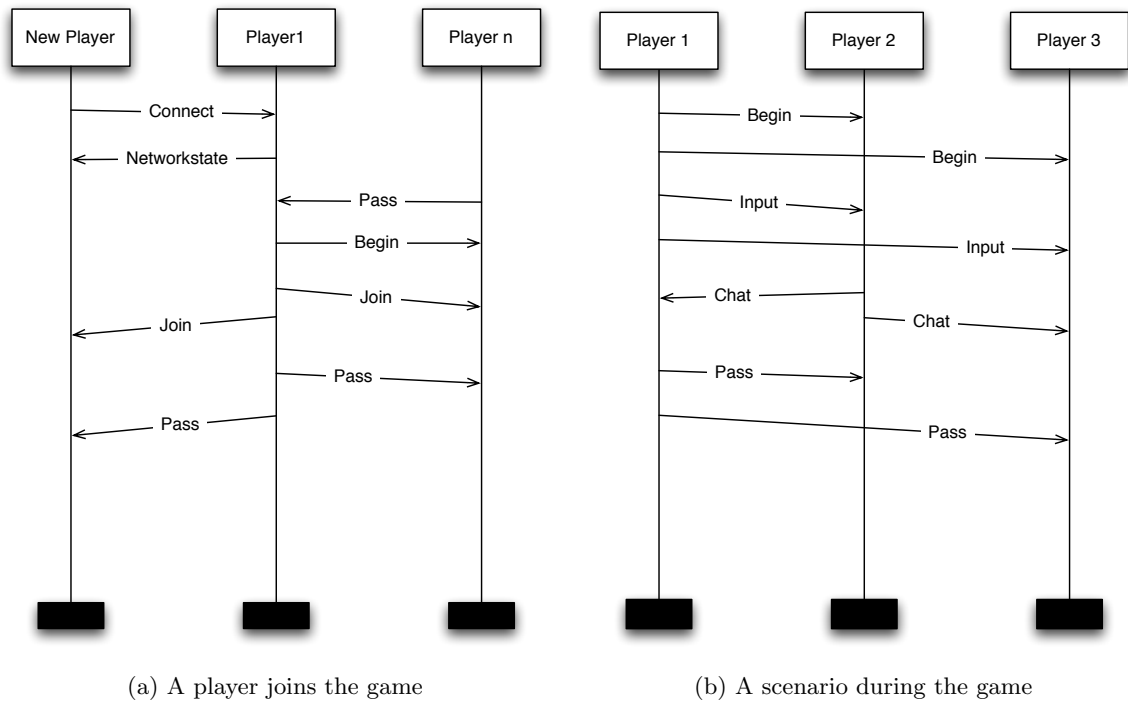 New Player
Player1
Player n
Connect
Networkstate
Pass
Begin
Join
Join
Pass
Pass
(a) A player joins the game
Player 1
Player 2
Player 3
Begin
Begin
Input
Input
Chat
Chat
Pass
Pass
(b) A scenario during the game